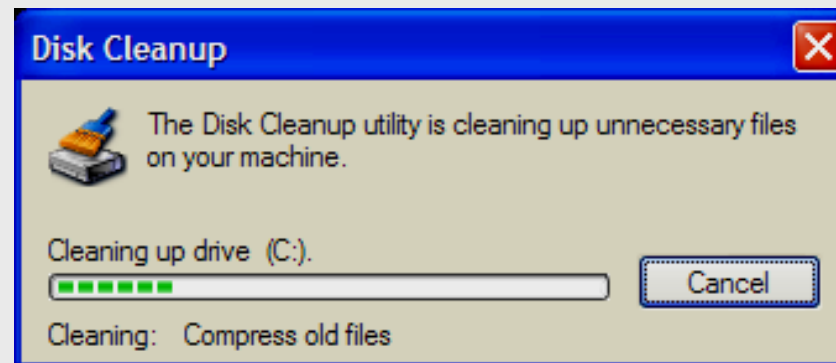 Disk Cleanup
The Disk Cleanup utility is cleaning up unnecessary files
on your machine.
Cleaning up drive (C:).
Cancel
Cleaning: Compress old files